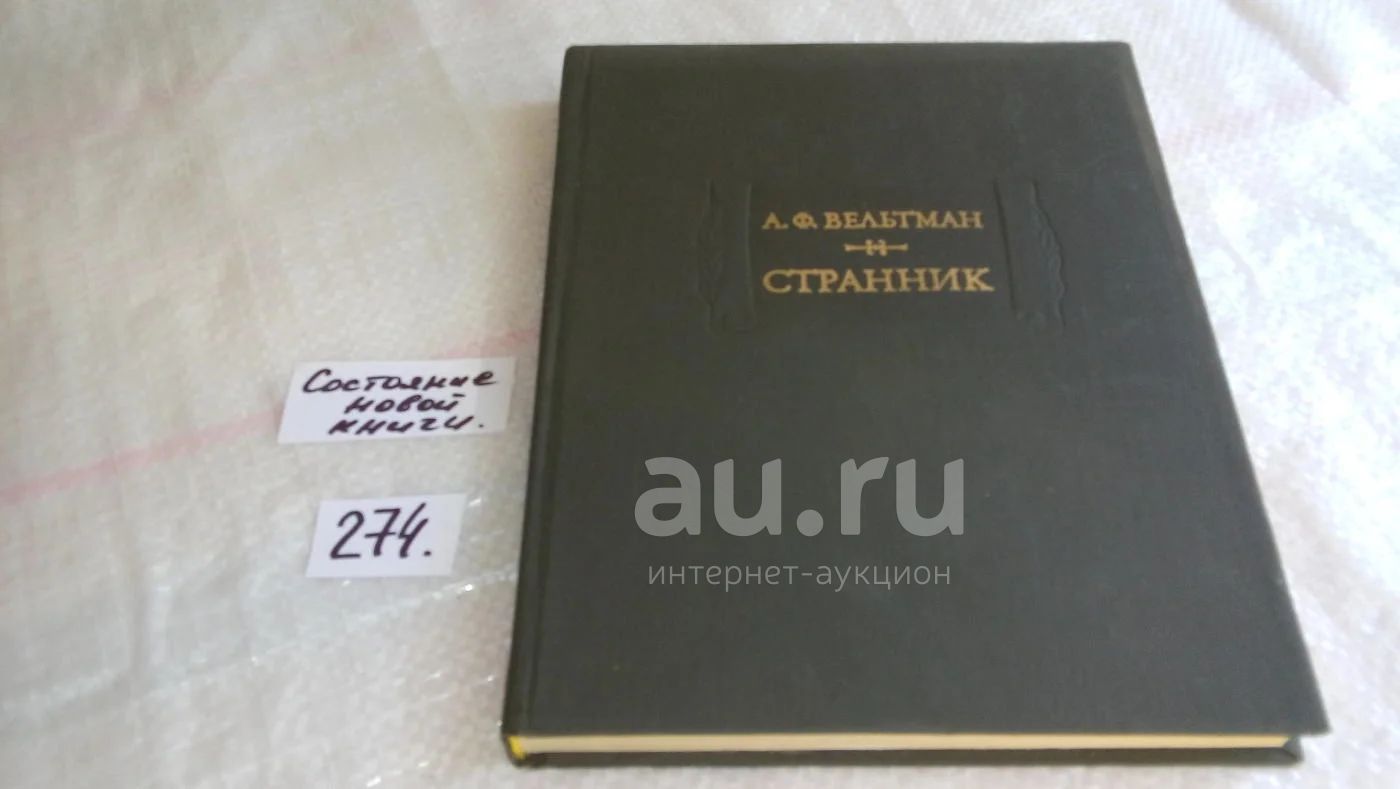 А. Ф. ВЕЛЬТМАН
СТРАННИК
Состояние
новой
книги.
274.
au.ru
интернет-аукцион